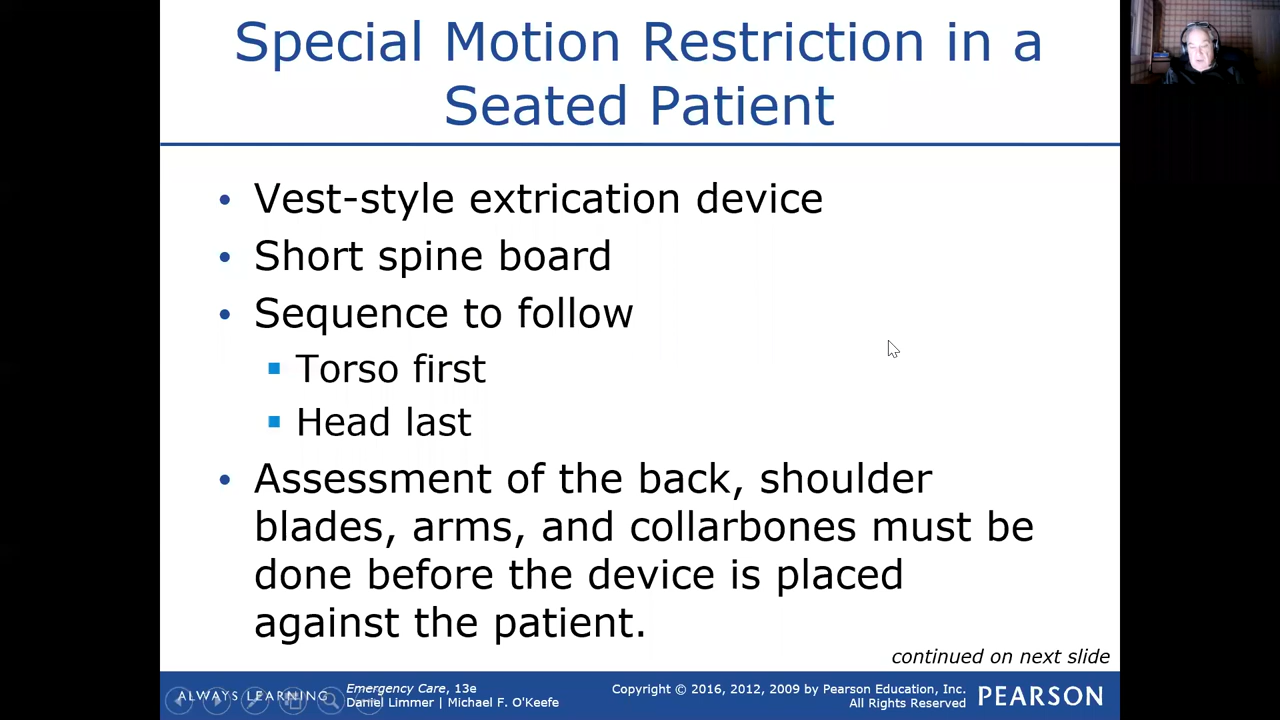 Special Motion Restriction in a
Seated Patient
• Vest-style extrication device
• Short spine board
• Sequence to follow
▪ Torso first
▪ Head last
• Assessment of the back, shoulder
blades, arms, and collarbones must be
done before the device is placed
against the patient.
continued on next slide
ALWAYS LEARNING
Emergency Care, 13e
Daniel Limmer | Michael F. O'Keefe
Copyright © 2016, 2012, 2009 by Pearson Education, Inc.
All Rights Reserved
PEARSON